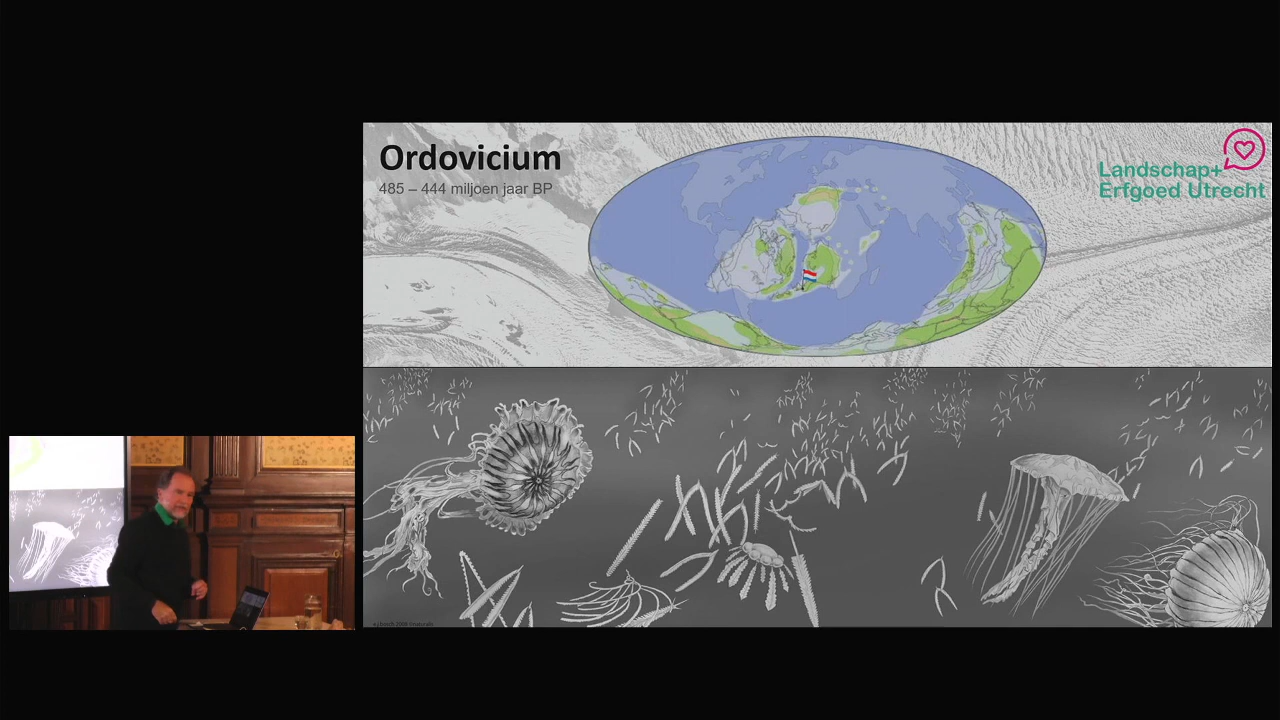 Ordovicium
485 – 444 miljoen jaar BP
Landschap+
Erfgoed Utrecht